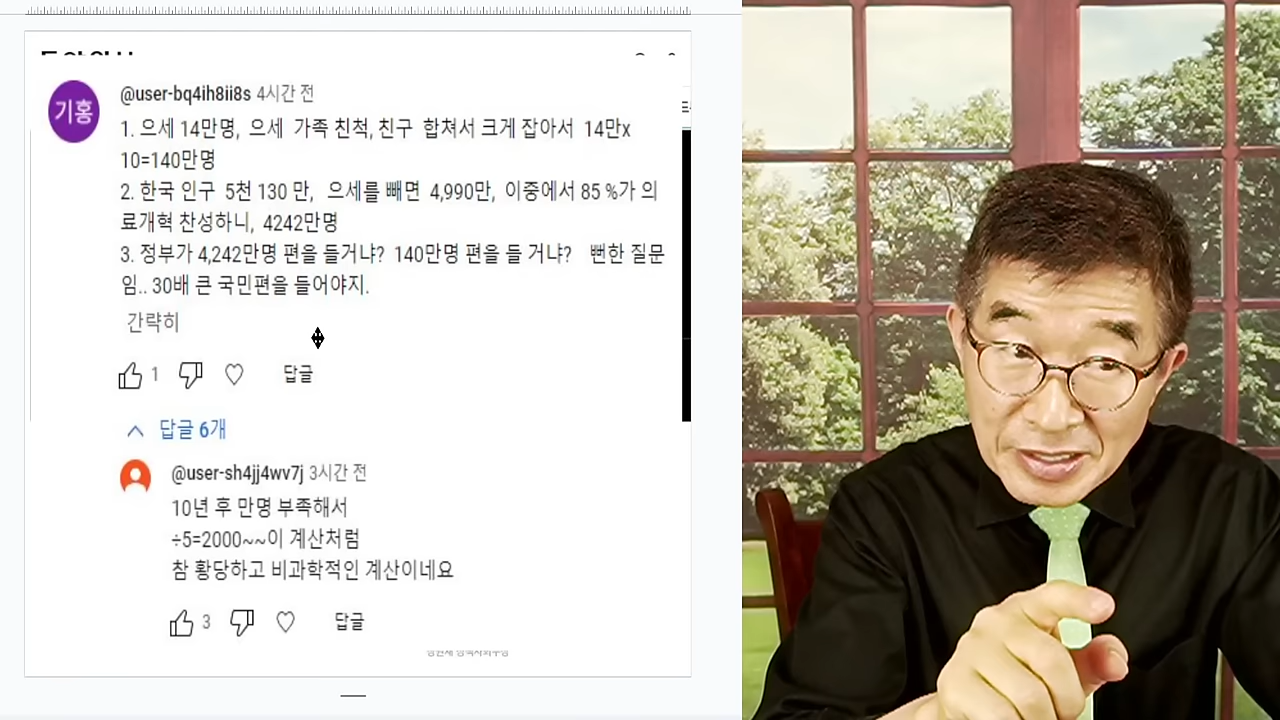 기홍
@user-bq4ih8ii8s 4시간 전
1. 으세 14만명, 으세 가족 친척, 친구 합쳐서 크게 잡아서 14만x
10=140만명
2. 한국 인구 5천 130 만, 으세를 빼면 4,990만, 이중에서 85 %가 의
료개혁 찬성하니, 4242만명
3. 정부가 4,242만명 편을 들거냐? 140만명 편을 들 거냐? 뻔한 질문
임.. 30배 큰 국민편을 들어야지.
간략히
1 답글
답글 6개
@user-sh4jj4wv7j 3시간 전
10년 후 만명 부족해서
÷5=2000~~이 계산처럼
참 황당하고 비과학적인 계산이네요
3 답글